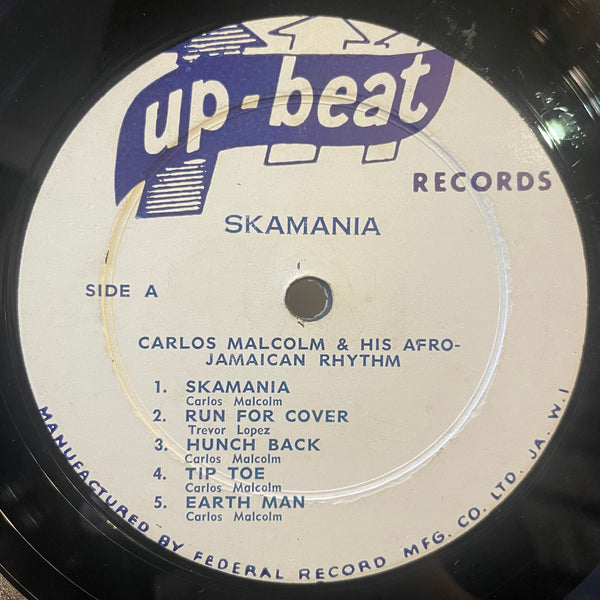 up-beat
RECORDS
SKAMANIA
SIDE A
CARLOS MALCOLM & HIS AFRO-
JAMAICAN RHYTHM
1. SKAMANIA
Carlos Malcolm
2. RUN FOR COVER
Trevor Lopez
3. HUNCH BACK
Carlos Malcolm
4. TIP TOE
Carlos Malcolm
5. EARTH MAN
Carlos Malcolm
MANUFACTURED BY FEDERAL RECORD MFG. CO. LTD. JA. W.I